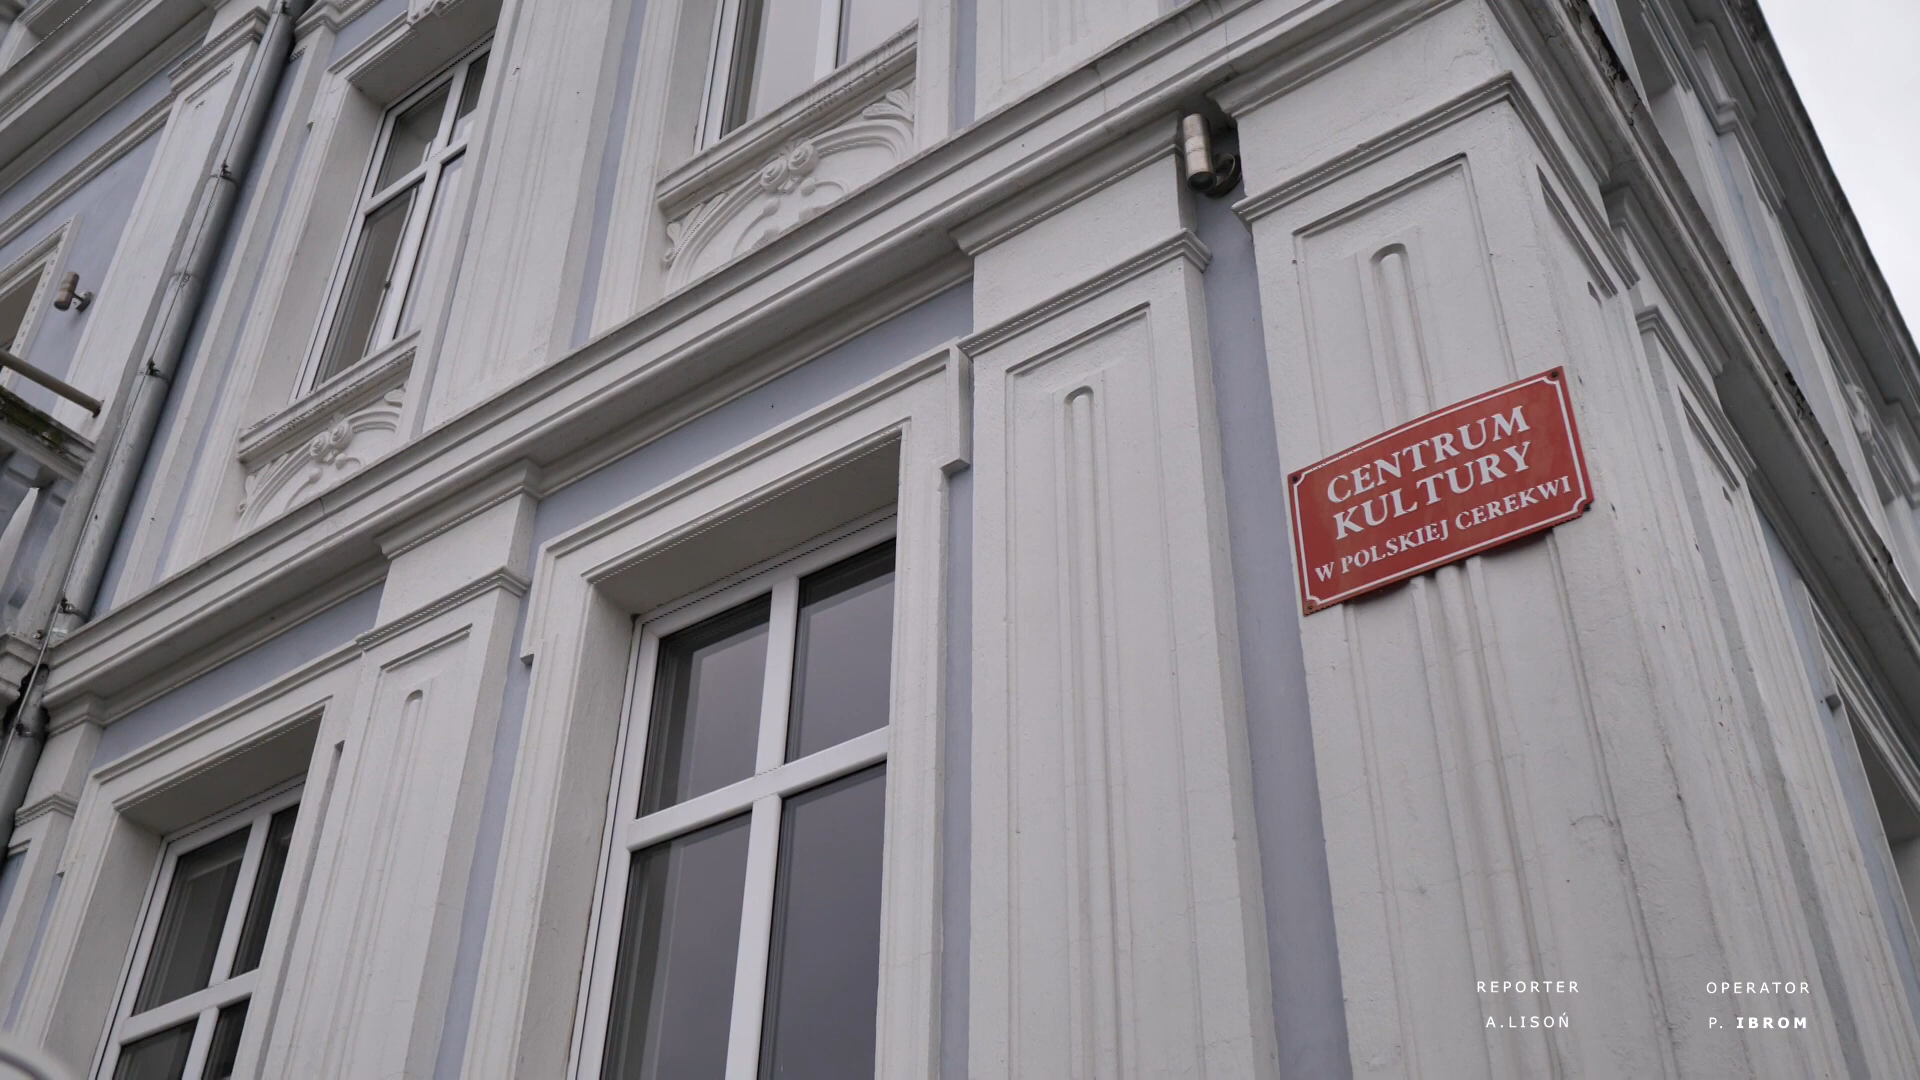 CENTRUM
KULTURY
W POLSKIEJ CEREKWI
REPORTER
A.LISOŃ
OPERATOR
P. IBROM